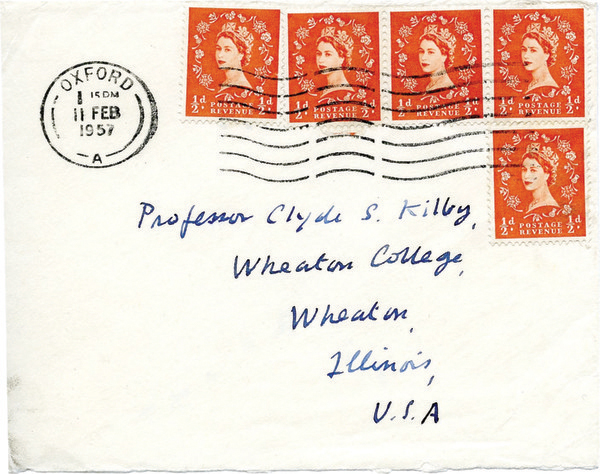 OXFORD
1 15 PM
11 FEB
1957
- A -
½d POSTAGE REVENUE ½d
½d POSTAGE REVENUE ½d
½d POSTAGE REVENUE ½d
½d POSTAGE REVENUE ½d
½d POSTAGE REVENUE ½d
Professor Clyde S. Kilby,
Wheaton College,
Wheaton,
Illinois,
U.S.A